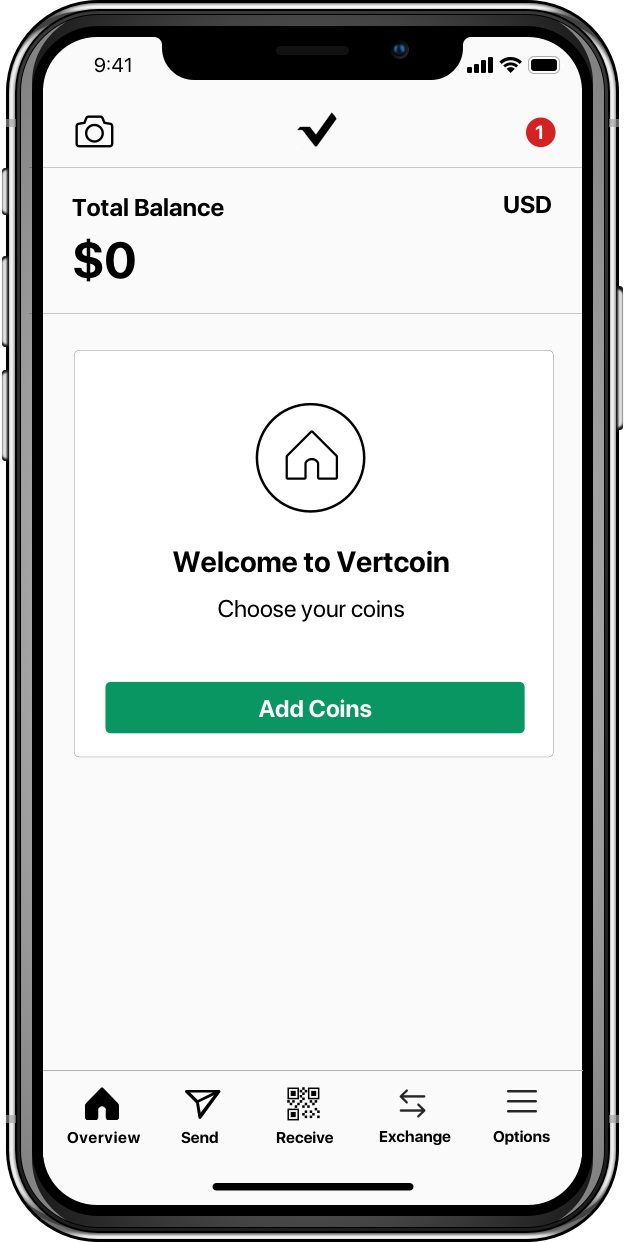 9:41
1
Total Balance
USD
$0
Welcome to Vertcoin
Choose your coins
Add Coins
Overview
Send
Receive
Exchange
Options